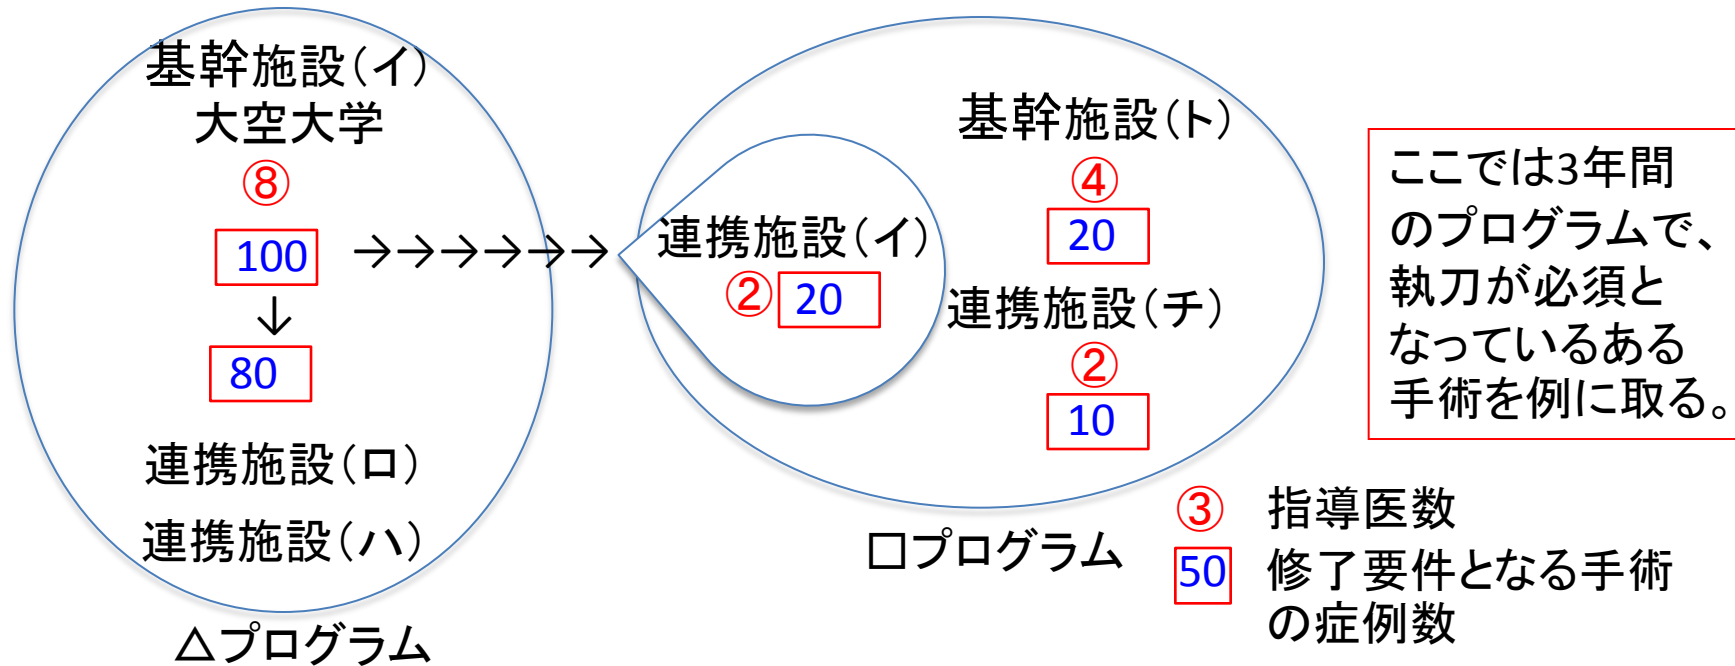 基幹施設(イ)
大空大学
⑧
100
→→→→→→
↓
80
連携施設(ロ)
連携施設(ハ)
△プログラム
連携施設(イ)
② 20
基幹施設(ト)
④
20
連携施設(チ)
②
10
□プログラム
ここでは3年間
のプログラムで、
執刀が必須と
なっているある
手術を例に取る。
③ 指導医数
50 修了要件となる手術
の症例数